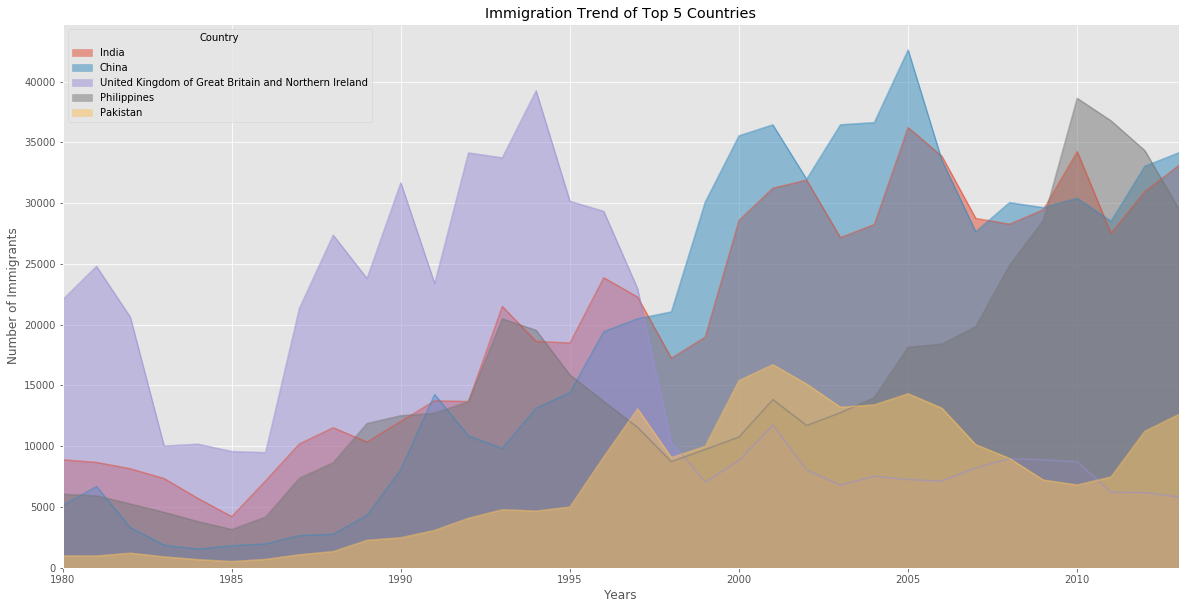 Immigration Trend of Top 5 Countries
Country
India
China
United Kingdom of Great Britain and Northern Ireland
Philippines
Pakistan
Number of Immigrants
40000
35000
30000
25000
20000
15000
10000
5000
0
1980
1985
1990
1995
2000
2005
2010
Years